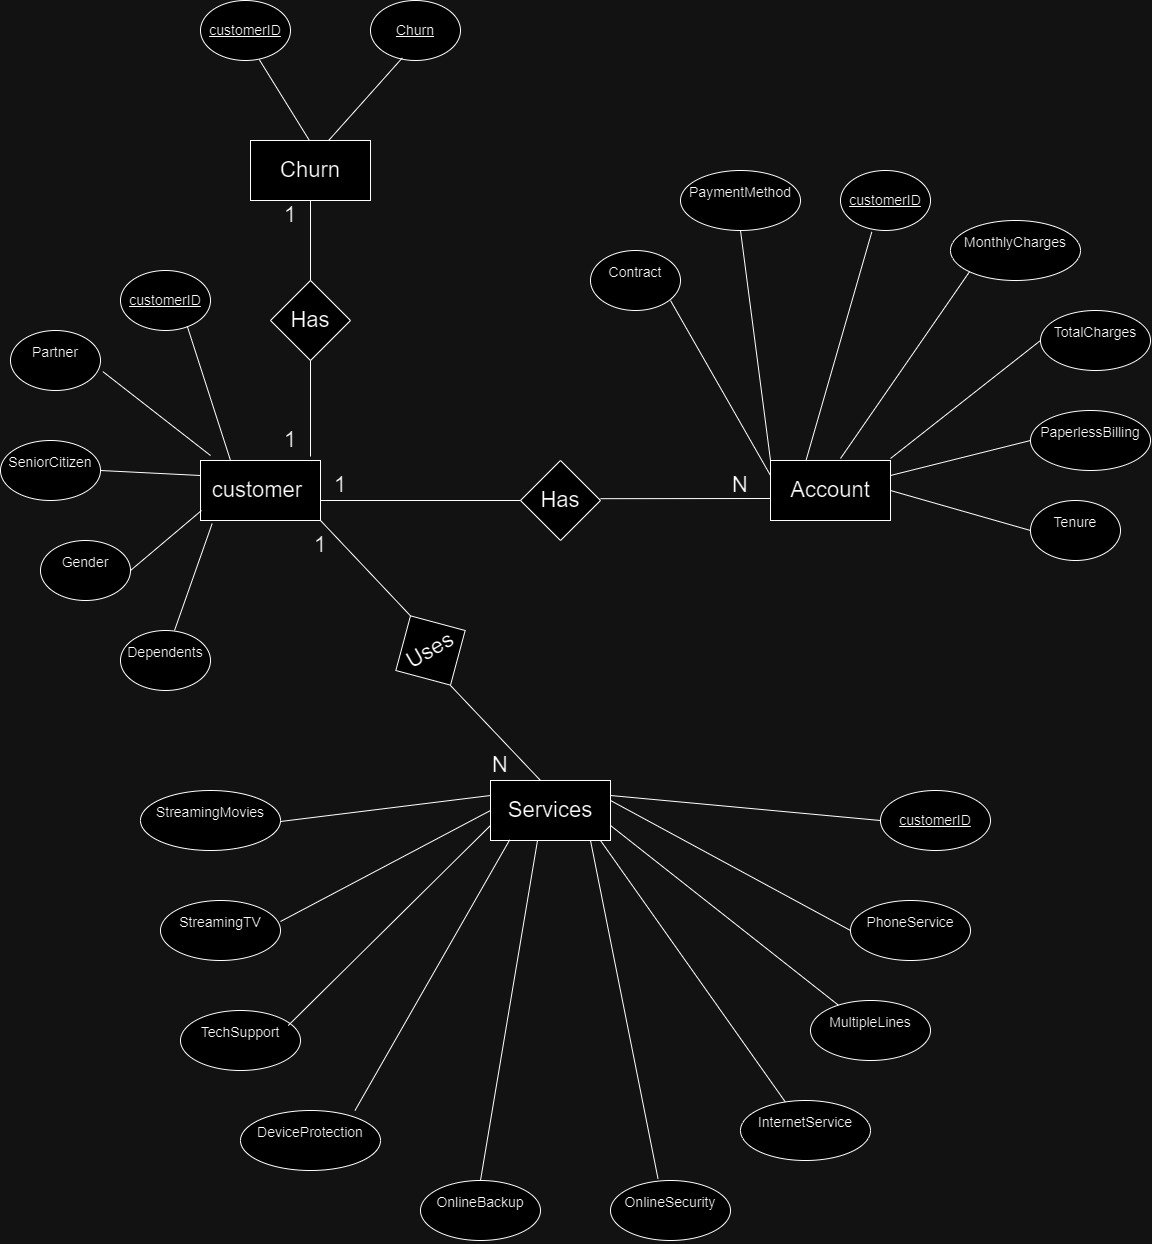 customerID
Churn
Churn
1
Has
1
customerID
Partner
SeniorCitizen
Gender
Dependents
customer
1
Has
N
Account
Contract
PaymentMethod
customerID
MonthlyCharges
TotalCharges
PaperlessBilling
Tenure
1
Uses
N
Services
StreamingMovies
StreamingTV
TechSupport
DeviceProtection
OnlineBackup
OnlineSecurity
InternetService
MultipleLines
PhoneService
customerID